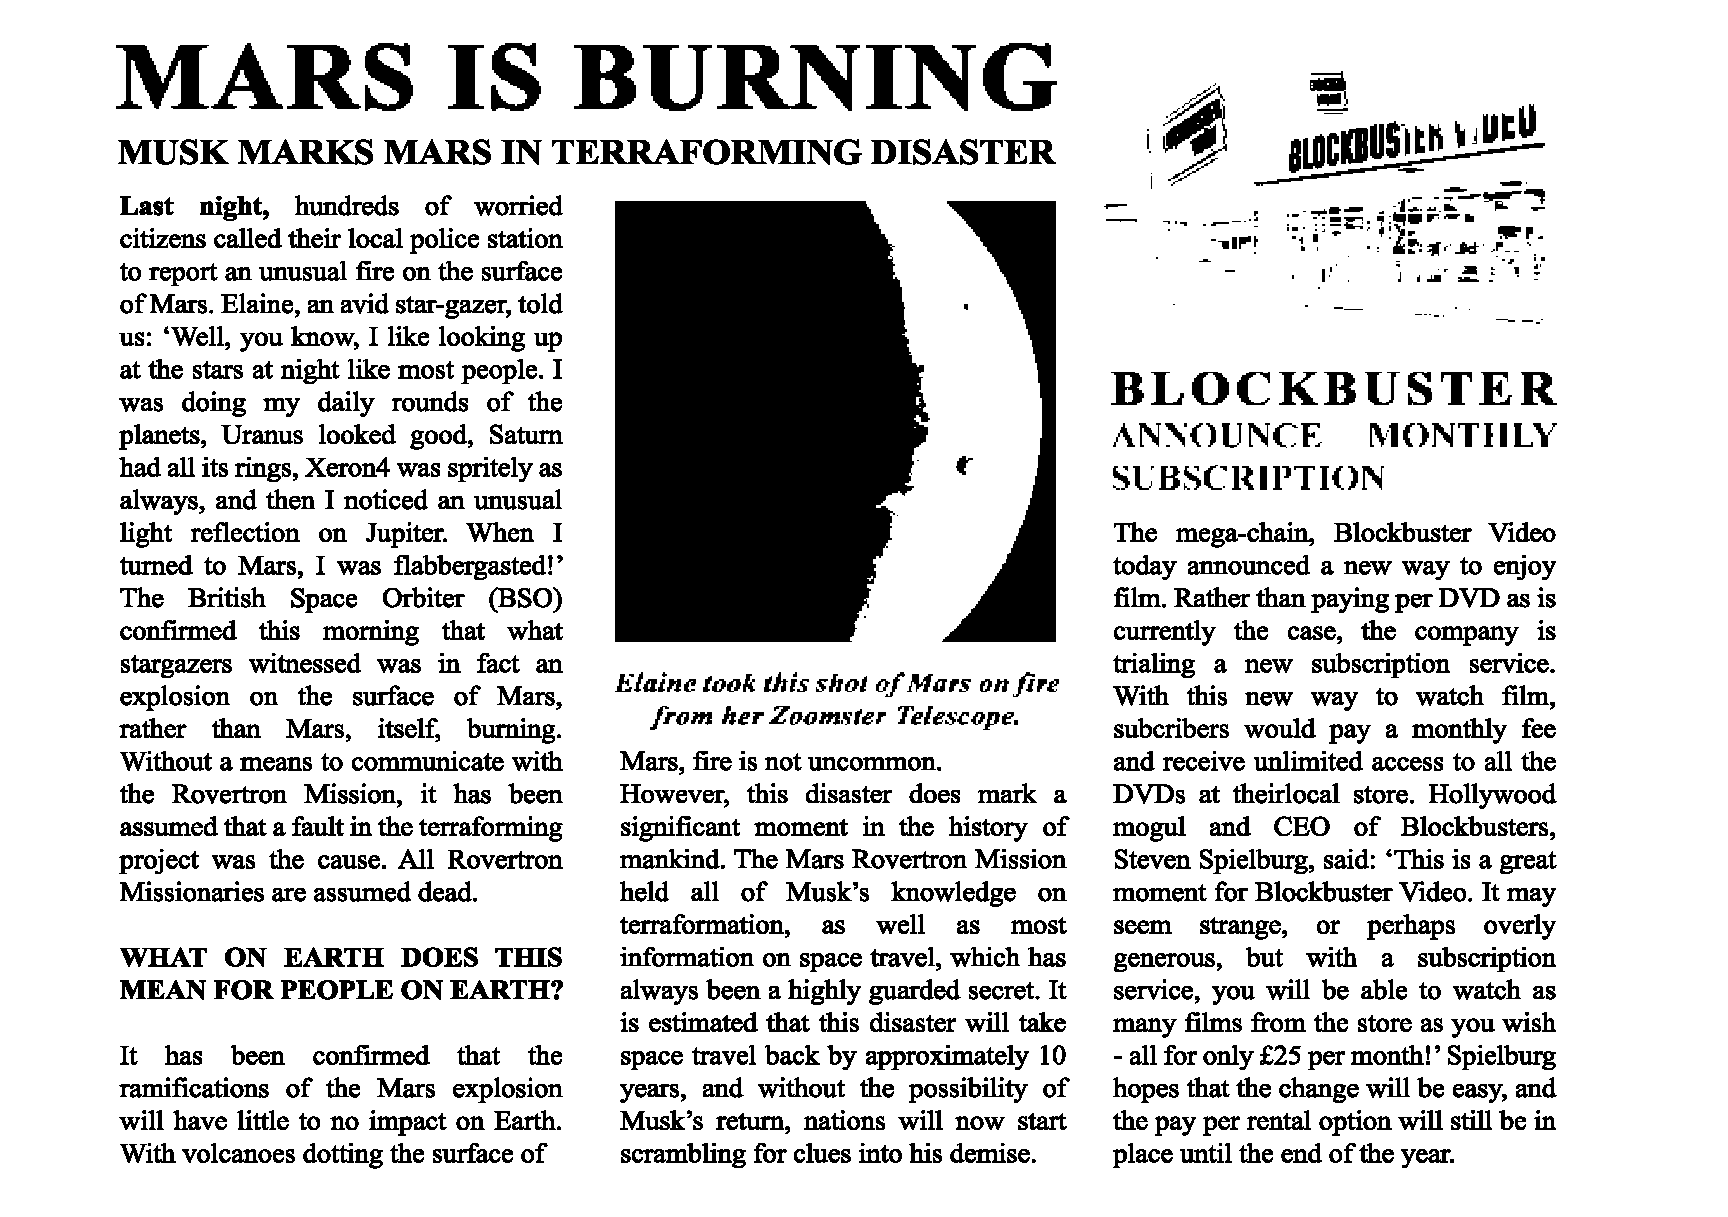 MARS IS BURNING
MUSK MARKS MARS IN TERRAFORMING DISASTER
Last night, hundreds of worried
citizens called their local police station
to report an unusual fire on the surface
of Mars. Elaine, an avid star-gazer, told
us: ‘Well, you know, I like looking up
at the stars at night like most people. I
was doing my daily rounds of the
planets, Uranus looked good, Saturn
had all its rings, Xeron4 was spritely as
always, and then I noticed an unusual
light reflection on Jupiter. When I
turned to Mars, I was flabbergasted!’
The British Space Orbiter (BSO)
confirmed this morning that what
stargazers witnessed was in fact an
explosion on the surface of Mars,
rather than Mars, itself, burning.
Without a means to communicate with
the Rovertron Mission, it has been
assumed that a fault in the terraforming
project was the cause. All Rovertron
Missionaries are assumed dead.
WHAT ON EARTH DOES THIS
MEAN FOR PEOPLE ON EARTH?
It has been confirmed that the
ramifications of the Mars explosion
will have little to no impact on Earth.
With volcanoes dotting the surface of
Elaine took this shot of Mars on fire
from her Zoomster Telescope.
Mars, fire is not uncommon.
However, this disaster does mark a
significant moment in the history of
mankind. The Mars Rovertron Mission
held all of Musk’s knowledge on
terraformation, as well as most
information on space travel, which has
always been a highly guarded secret. It
is estimated that this disaster will take
space travel back by approximately 10
years, and without the possibility of
Musk’s return, nations will now start
scrambling for clues into his demise.
BLOCKBUSTER VIDEO
BLOCKBUSTER
ANNOUNCE MONTHLY
SUBSCRIPTION
The mega-chain, Blockbuster Video
today announced a new way to enjoy
film. Rather than paying per DVD as is
currently the case, the company is
trialing a new subscription service.
With this new way to watch film,
subcribers would pay a monthly fee
and receive unlimited access to all the
DVDs at theirlocal store. Hollywood
mogul and CEO of Blockbusters,
Steven Spielburg, said: ‘This is a great
moment for Blockbuster Video. It may
seem strange, or perhaps overly
generous, but with a subscription
service, you will be able to watch as
many films from the store as you wish
- all for only £25 per month!’ Spielburg
hopes that the change will be easy, and
the pay per rental option will still be in
place until the end of the year.